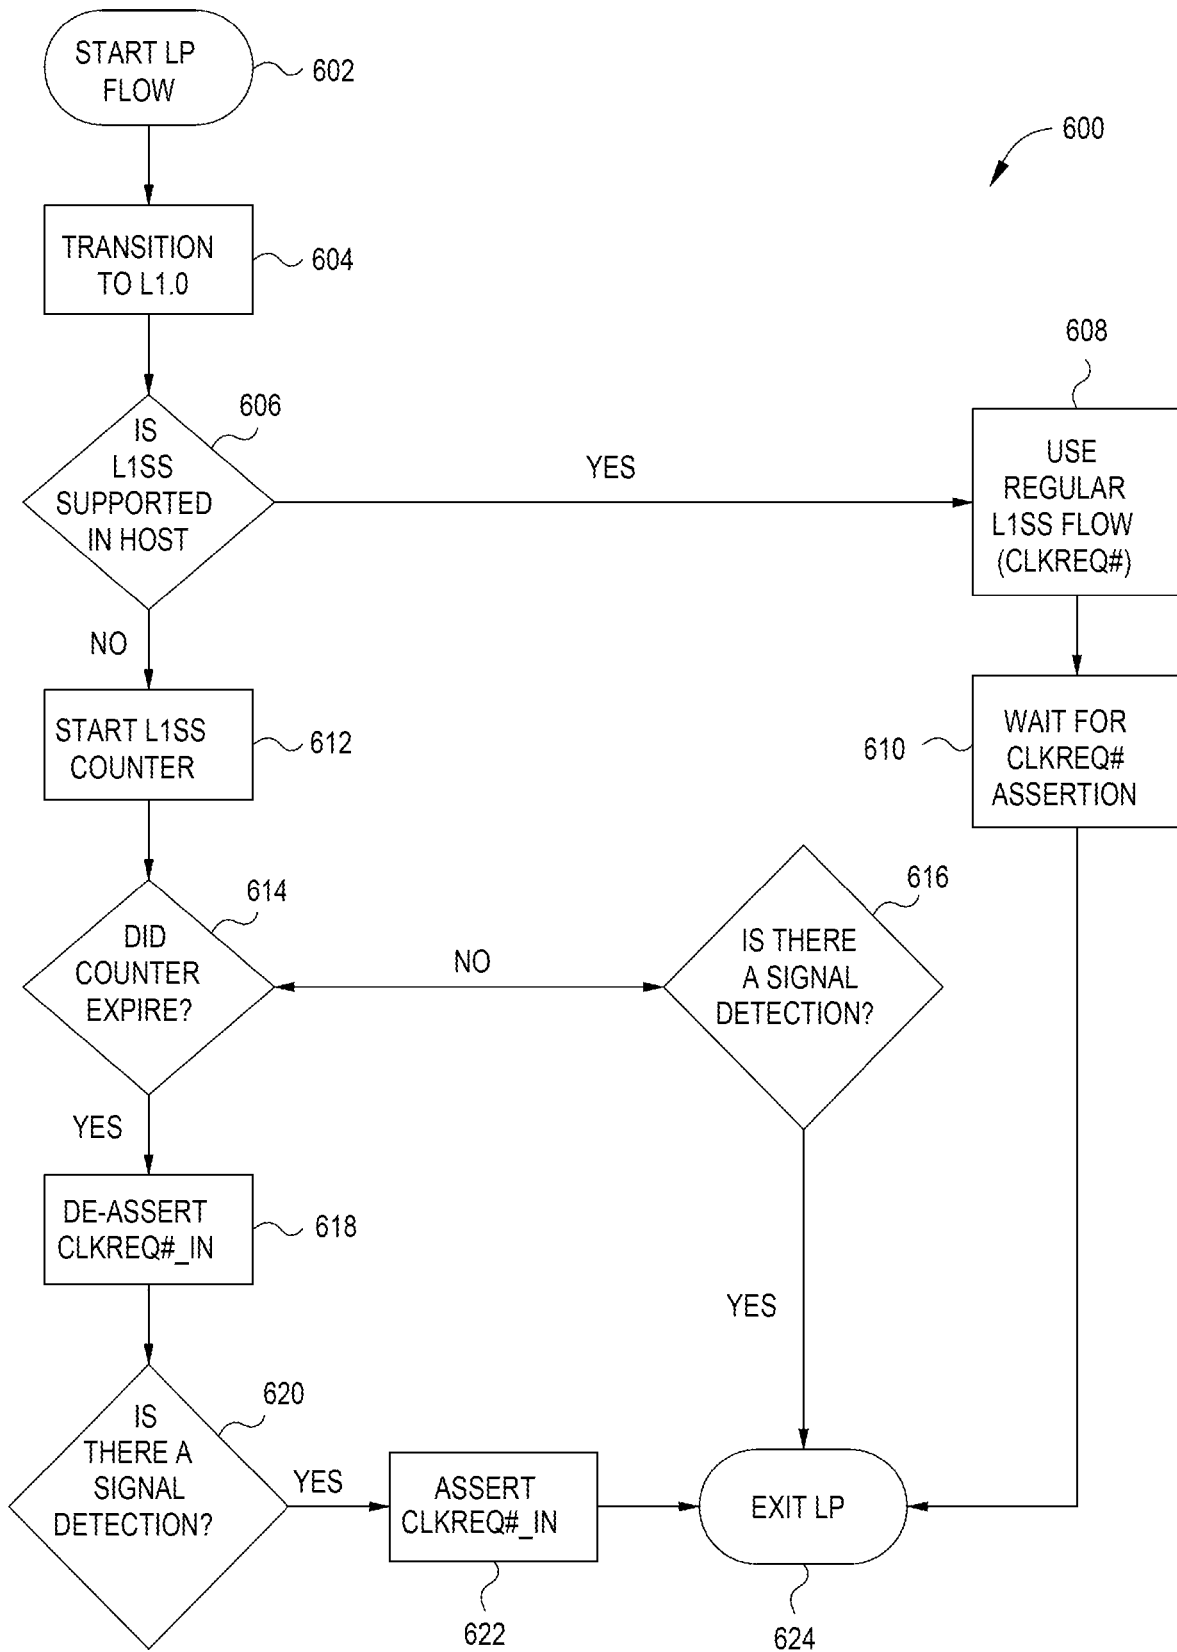 START LP
FLOW
602
600
TRANSITION
TO L1.0
604
606
IS
L1SS
SUPPORTED
IN HOST
YES
608
USE
REGULAR
L1SS FLOW
(CLKREQ#)
NO
START L1SS
COUNTER
612
610
WAIT FOR
CLKREQ#
ASSERTION
614
DID
COUNTER
EXPIRE?
NO
616
IS THERE
A SIGNAL
DETECTION?
YES
DE-ASSERT
CLKREQ#_IN
618
YES
620
IS
THERE A
SIGNAL
DETECTION?
YES
ASSERT
CLKREQ#_IN
622
EXIT LP
624